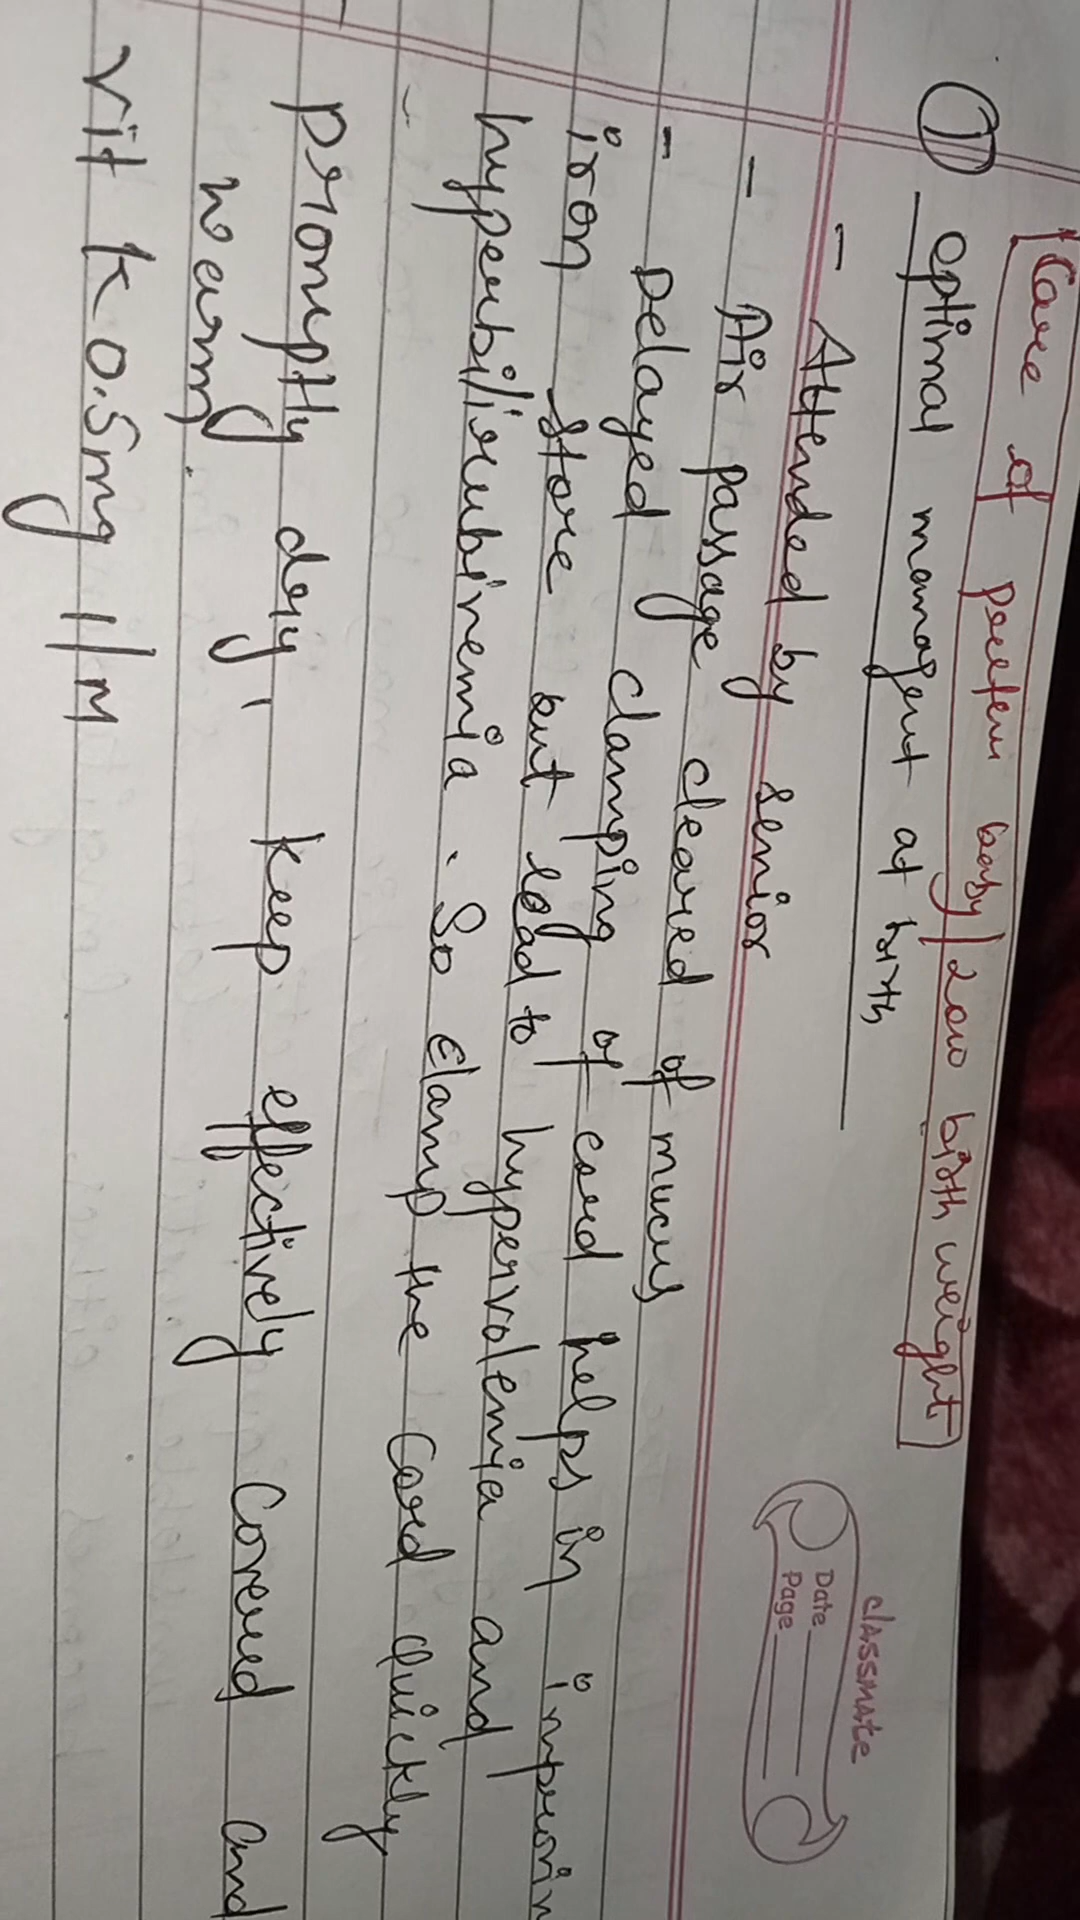 classmate
Date
Page
Care of preterm baby/Low birth weight
① optimal managent at birth
- Attended by senior
- Air passage cleared of mucus
- Delayed clamping of cord helps in improvin
iron store but lead to hypervolemia and
hyperbilirubinemia. So clamp the cord quickly
promptly dry, keep effectively covered and
warm.
vit K 0.5mg I/M